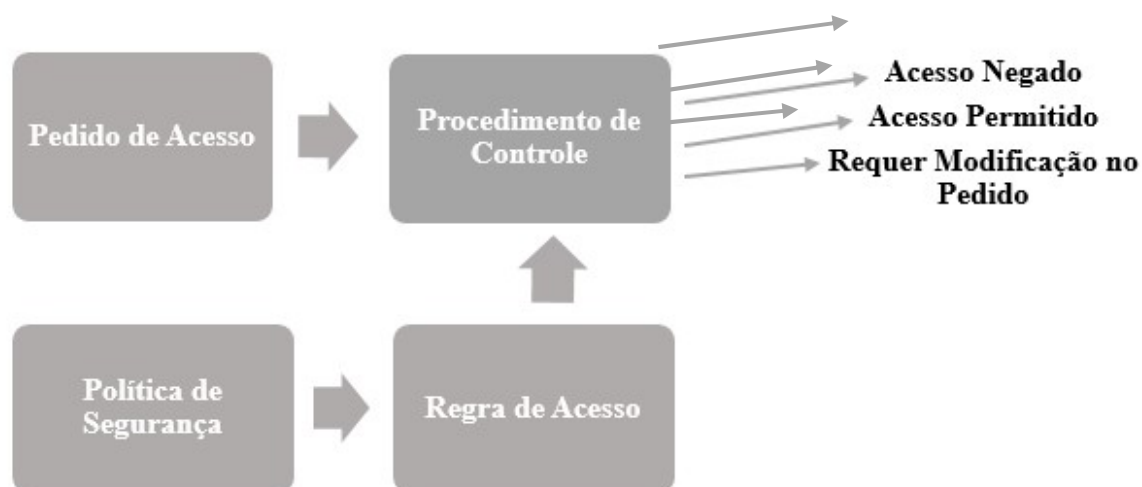 Pedido de Acesso
Procedimento de
Controle
Acesso Negado
Acesso Permitido
Requer Modificação no
Pedido
Política de
Segurança
Regra de Acesso